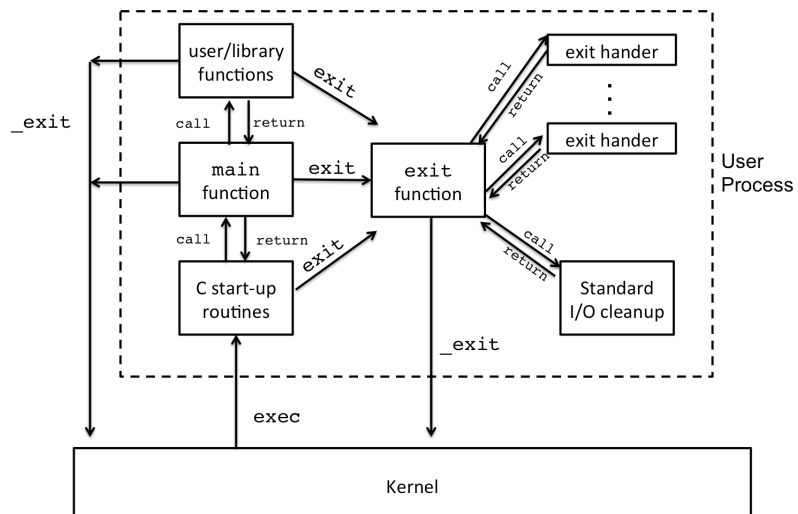 user/library
functions
exit
call
return
exit hander
_exit
call
return
main
function
exit
exit
function
call
return
exit hander
User
Process
call
return
C start-up
routines
exit
call
return
Standard
I/O cleanup
_exit
exec
Kernel